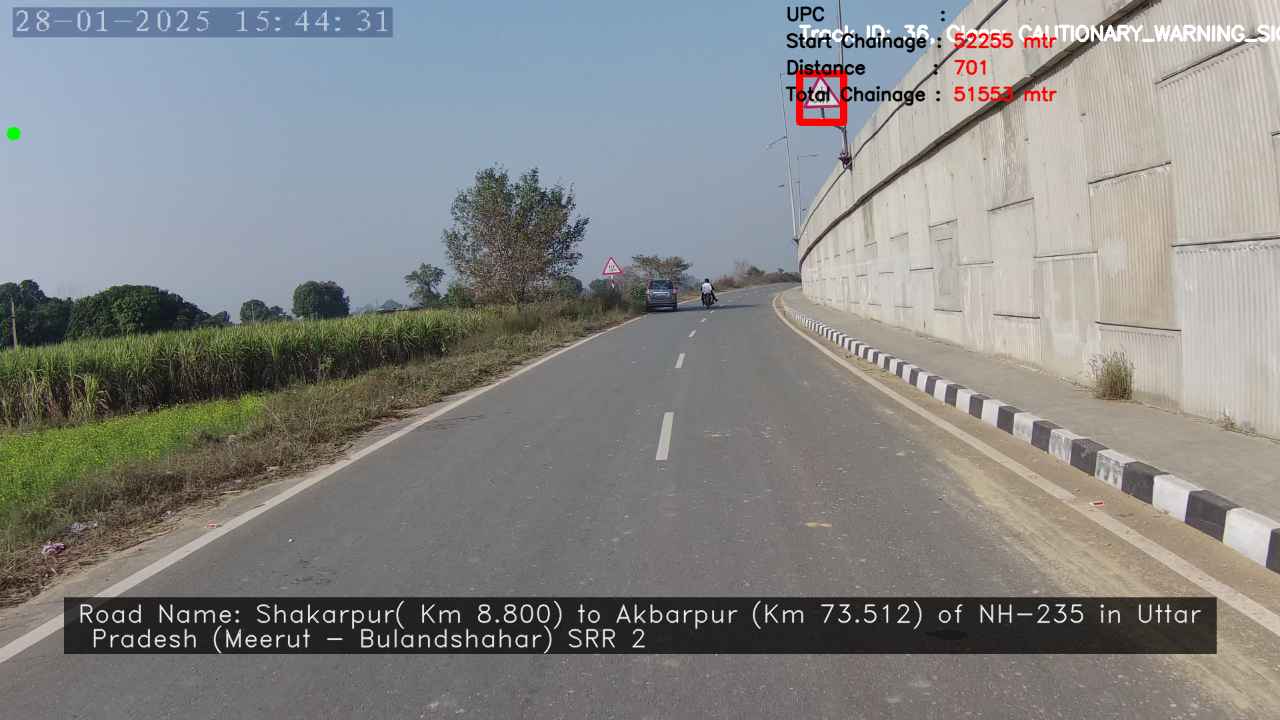 28-01-2025 15:44:31
UPC :
Track ID: 36, Class: CAUTIONARY_WARNING_SI
Start Chainage : 52255 mtr
Distance : 701
Total Chainage : 51553 mtr
Road Name: Shakarpur( Km 8.800) to Akbarpur (Km 73.512) of NH-235 in Uttar
Pradesh (Meerut - Bulandshahar) SRR 2